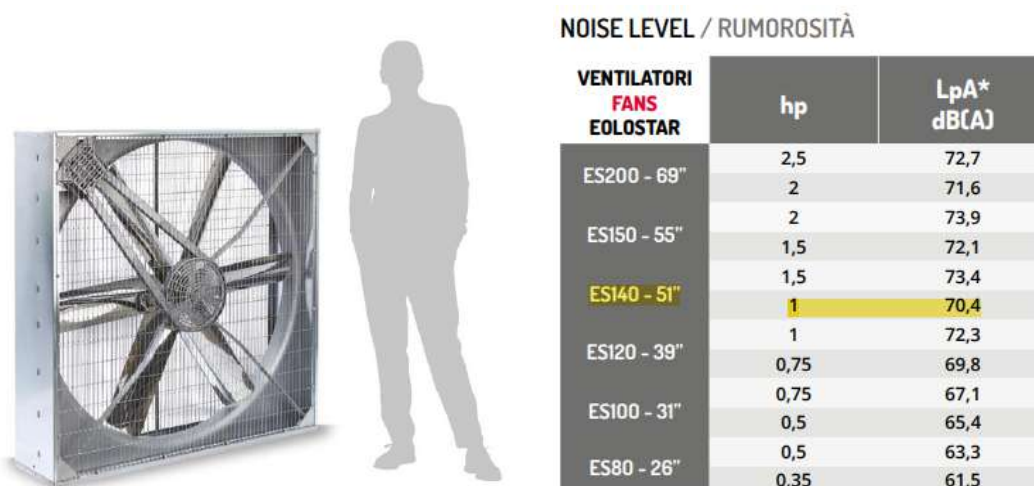 NOISE LEVEL / RUMOROSITÀ
VENTILATORI
FANS
EOLOSTAR
hp
LpA*
dB(A)
ES200 - 69"
2,5 72,7
2 71,6
ES150 - 55"
2 73,9
1,5 72,1
ES140 - 51"
1,5 73,4
1 70,4
ES120 - 39"
1 72,3
0,75 69,8
ES100 - 31"
0,75 67,1
0,5 65,4
ES80 - 26"
0,5 63,3
0,35 61,5